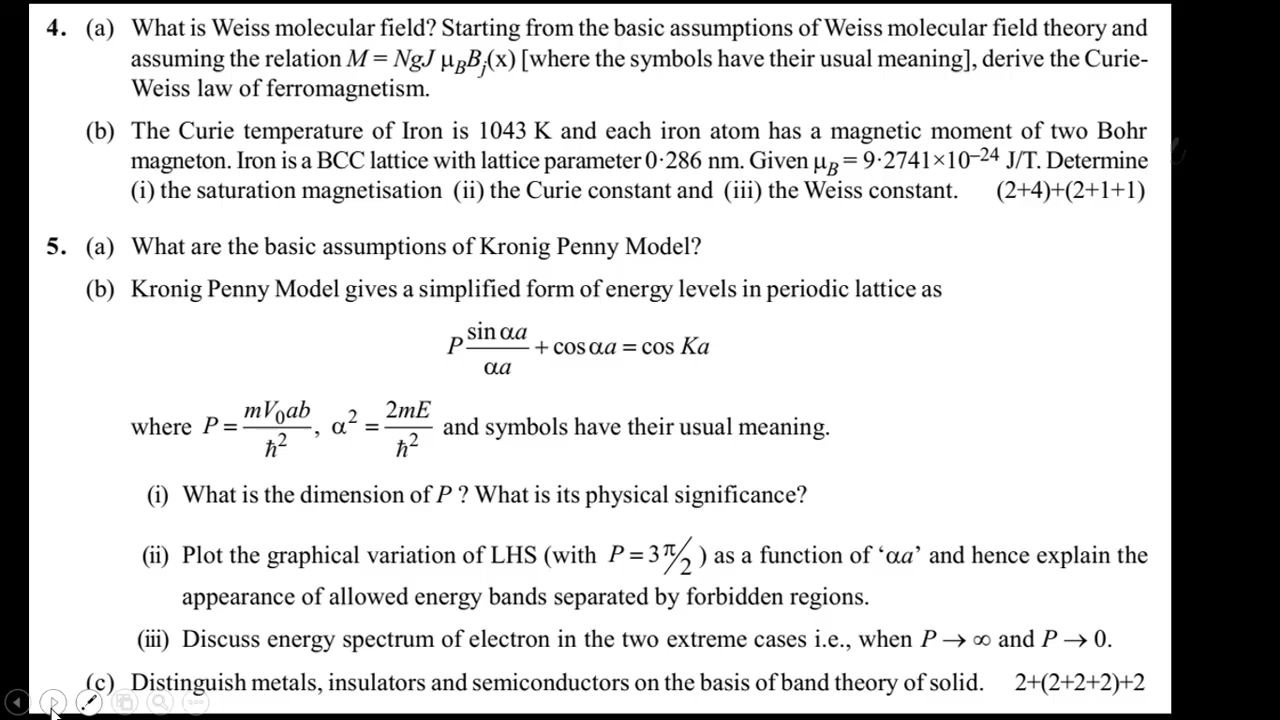 4. (a) What is Weiss molecular field? Starting from the basic assumptions of Weiss molecular field theory and
assuming the relation M = NgJ μ_B B_j(x) [where the symbols have their usual meaning], derive the Curie-
Weiss law of ferromagnetism.
(b) The Curie temperature of Iron is 1043 K and each iron atom has a magnetic moment of two Bohr
magneton. Iron is a BCC lattice with lattice parameter 0·286 nm. Given μ_B = 9·2741×10⁻²⁴ J/T. Determine
(i) the saturation magnetisation (ii) the Curie constant and (iii) the Weiss constant. (2+4)+(2+1+1)
5. (a) What are the basic assumptions of Kronig Penny Model?
(b) Kronig Penny Model gives a simplified form of energy levels in periodic lattice as
P sin αa / αa + cos αa = cos Ka
where P = mV₀ab / ħ², α² = 2mE / ħ² and symbols have their usual meaning.
(i) What is the dimension of P ? What is its physical significance?
(ii) Plot the graphical variation of LHS (with P = 3π/2) as a function of ‘αa’ and hence explain the
appearance of allowed energy bands separated by forbidden regions.
(iii) Discuss energy spectrum of electron in the two extreme cases i.e., when P → ∞ and P → 0.
(c) Distinguish metals, insulators and semiconductors on the basis of band theory of solid. 2+(2+2+2)+2